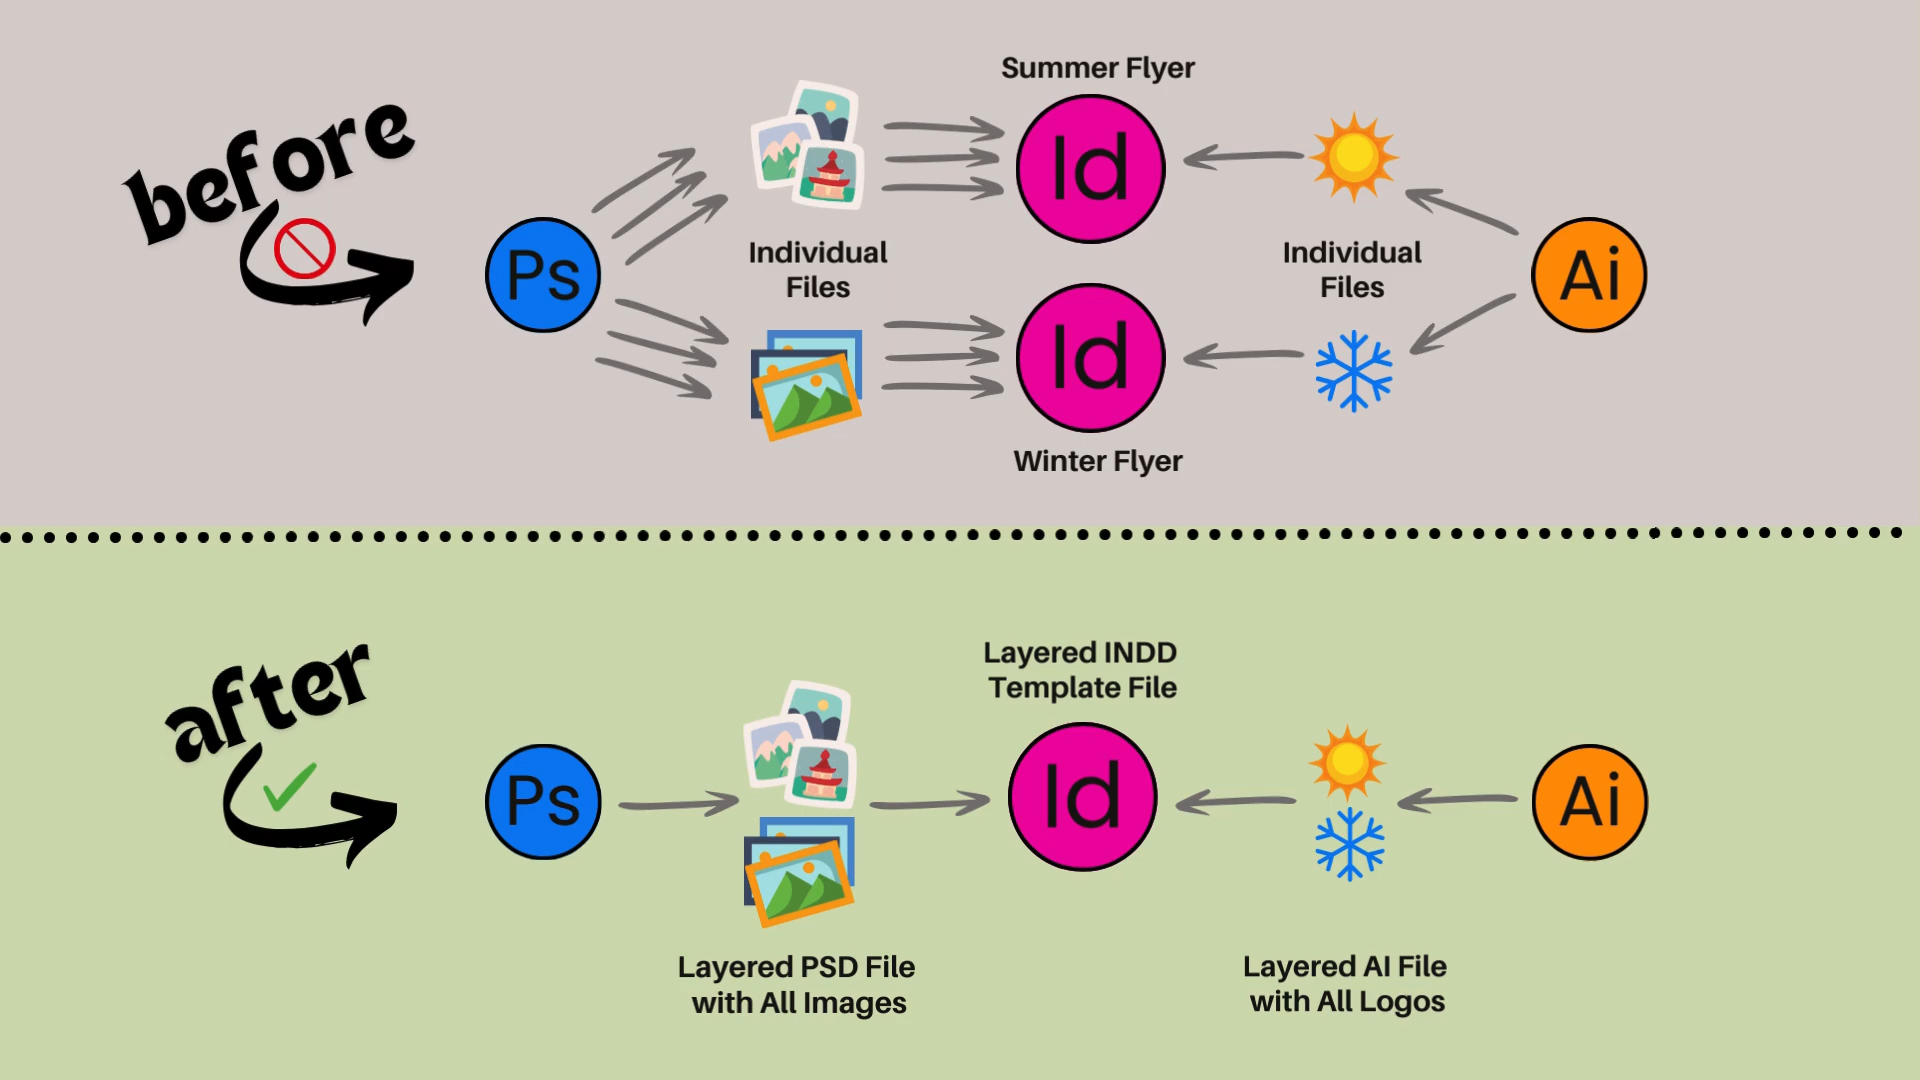 before
Summer Flyer
Id
Ps
Individual
Files
Individual
Files
Ai
Id
Winter Flyer
after
Layered INDD
Template File
Ps
Id
Ai
Layered PSD File
with All Images
Layered AI File
with All Logos